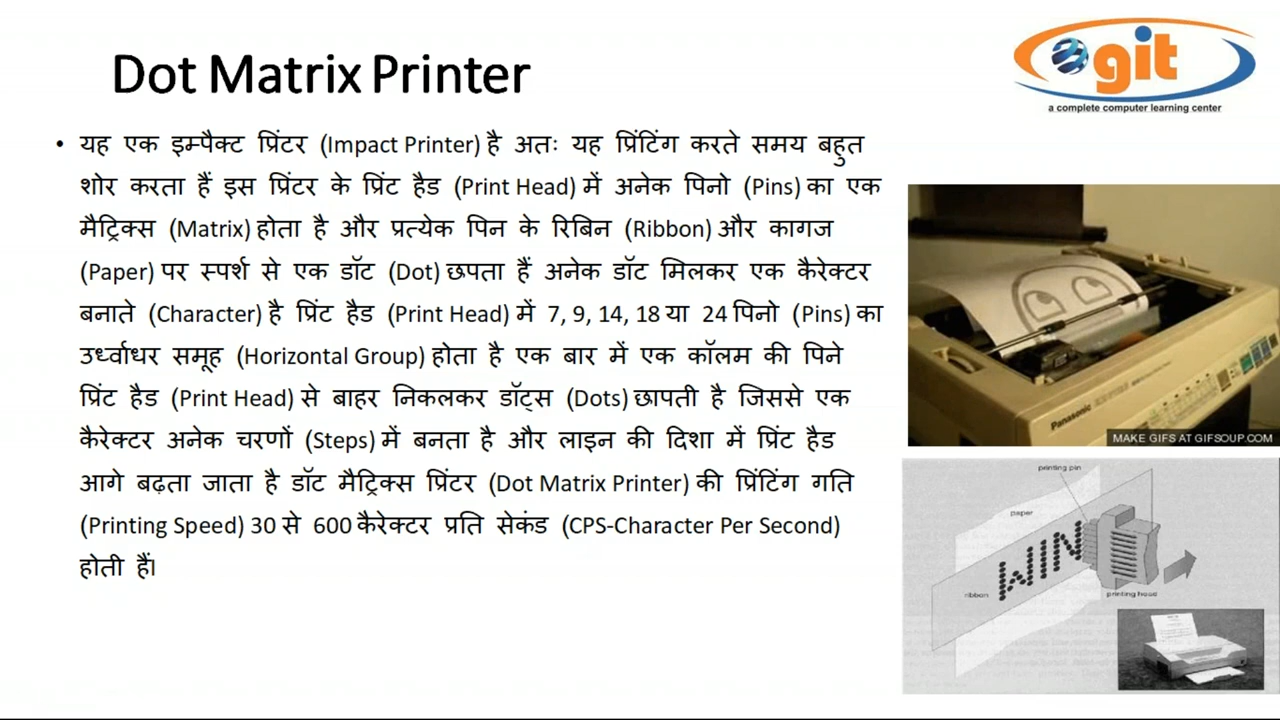 Dot Matrix Printer
git
a complete computer learning center
• यह एक इम्पैक्ट प्रिंटर (Impact Printer) है अतः यह प्रिंटिंग करते समय बहुत
शोर करता हैं इस प्रिंटर के प्रिंट हैड (Print Head) में अनेक पिनो (Pins) का एक
मैट्रिक्स (Matrix) होता है और प्रत्येक पिन के रिबिन (Ribbon) और कागज
(Paper) पर स्पर्श से एक डॉट (Dot) छपता हैं अनेक डॉट मिलकर एक कैरेक्टर
बनाते (Character) है प्रिंट हैड (Print Head) में 7, 9, 14, 18 या 24 पिनो (Pins) का
उर्ध्वाधर समूह (Horizontal Group) होता है एक बार में एक कॉलम की पिने
प्रिंट हैड (Print Head) से बाहर निकलकर डॉट्स (Dots) छापती है जिससे एक
कैरेक्टर अनेक चरणों (Steps) में बनता है और लाइन की दिशा में प्रिंट हैड
आगे बढ़ता जाता है डॉट मैट्रिक्स प्रिंटर (Dot Matrix Printer) की प्रिंटिंग गति
(Printing Speed) 30 से 600 कैरेक्टर प्रति सेकंड (CPS-Character Per Second)
होती हैं।
Panasonic
MAKE GIFS AT GIFSOUP.COM
printing pin
paper
WIN
ribbon
printing head